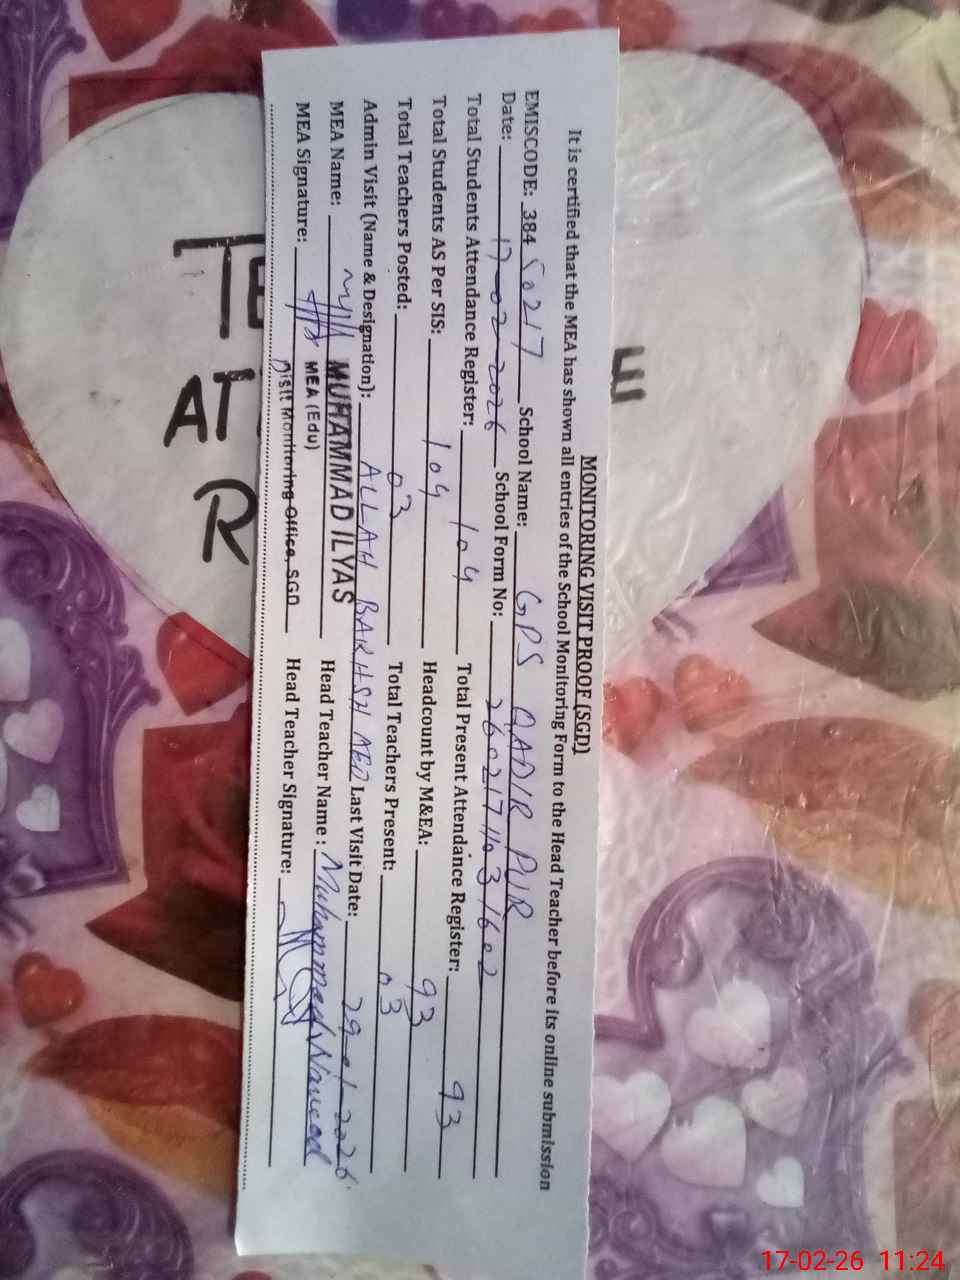 MONITORING VISIT PROOF (SGD)
It is certified that the MEA has shown all entries of the School Monitoring Form to the Head Teacher before its online submission
EMISCODE: 384 50217 School Name: GPS QADIR PUR
Date: 17-02-2026 School Form No: 26021711031602
Total Students Attendance Register: 104 Total Present Attendance Register: 93
Total Students AS Per SIS: 104 Headcount by M&EA: 93
Total Teachers Posted: 03 Total Teachers Present: 03
Admin Visit (Name & Designation): ALLAH BAKHSH AEO Last Visit Date: 29-01-2026
MEA Name: MUHAMMAD ILYAS Head Teacher Name: Muhammad Naveed
MEA (Edu)
MEA Signature: Distt Monitoring Office, SGD Head Teacher Signature:
AT
R
17-02-26 11:24